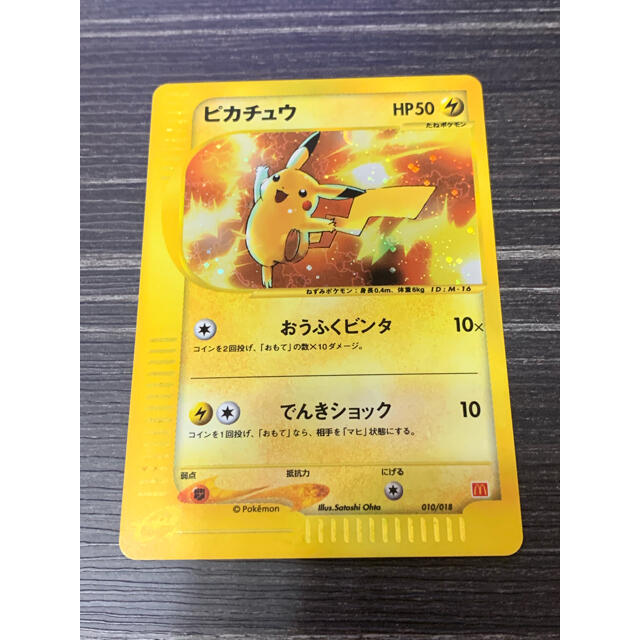 ピカチュウ HP50
たねポケモン
ねずみポケモン：身長0.4m、体重6kg ID:M-16
おうふくビンタ 10×
コインを2回投げ、「おもて」の数×10ダメージ。
でんきショック 10
コインを1回投げ、「おもて」なら、相手を「マヒ」状態にする。
弱点 抵抗力 にげる
©Pokémon Illus.Satoshi Ohta 010/018